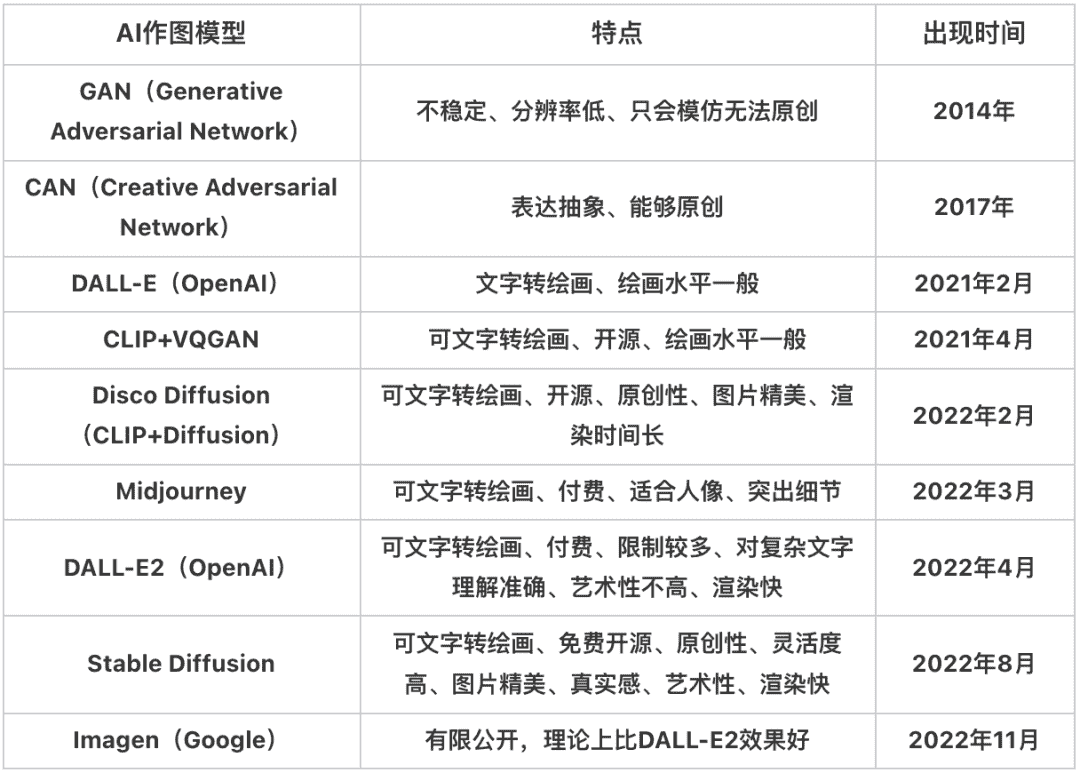 AI作图模型
特点
出现时间
GAN（Generative
Adversarial Network）
不稳定、分辨率低、只会模仿无法原创
2014年
CAN（Creative Adversarial
Network）
表达抽象、能够原创
2017年
DALL-E（OpenAI）
文字转绘画、绘画水平一般
2021年2月
CLIP+VQGAN
可文字转绘画、开源、绘画水平一般
2021年4月
Disco Diffusion
（CLIP+Diffusion）
可文字转绘画、开源、原创性、图片精美、渲
染时间长
2022年2月
Midjourney
可文字转绘画、付费、适合人像、突出细节
2022年3月
DALL-E2（OpenAI）
可文字转绘画、付费、限制较多、对复杂文字
理解准确、艺术性不高、渲染快
2022年4月
Stable Diffusion
可文字转绘画、免费开源、原创性、灵活度
高、图片精美、真实感、艺术性、渲染快
2022年8月
Imagen（Google）
有限公开，理论上比DALL-E2效果好
2022年11月